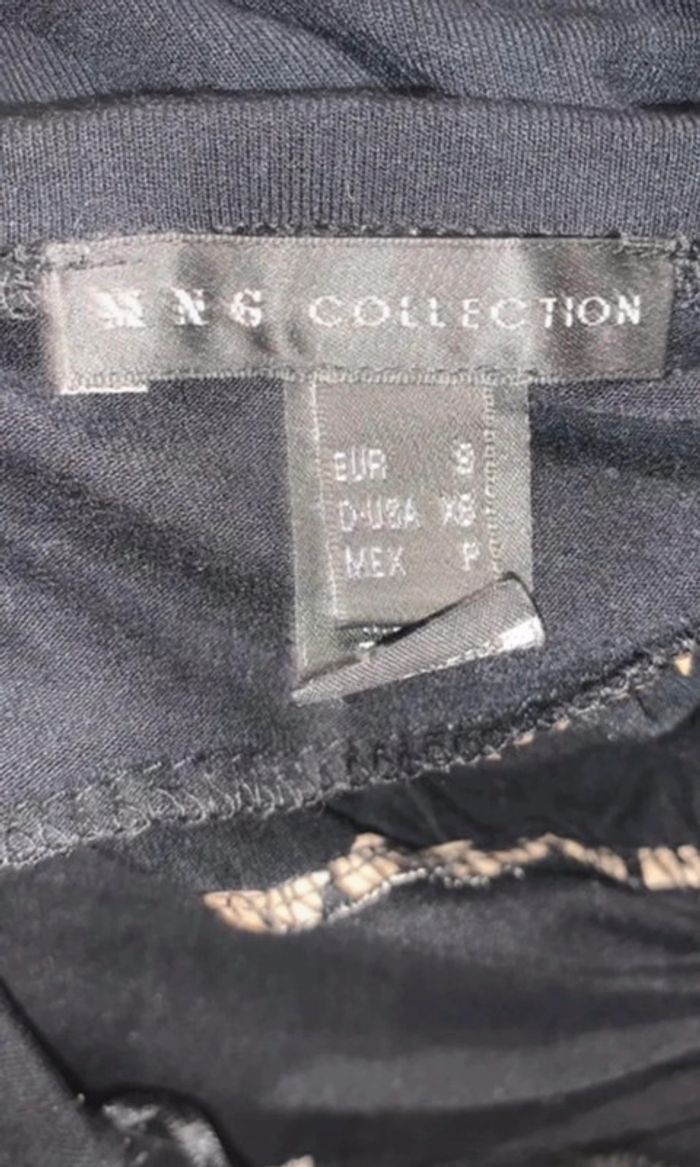 MNG COLLECTION
EUR S
D-USA XS
MEX P